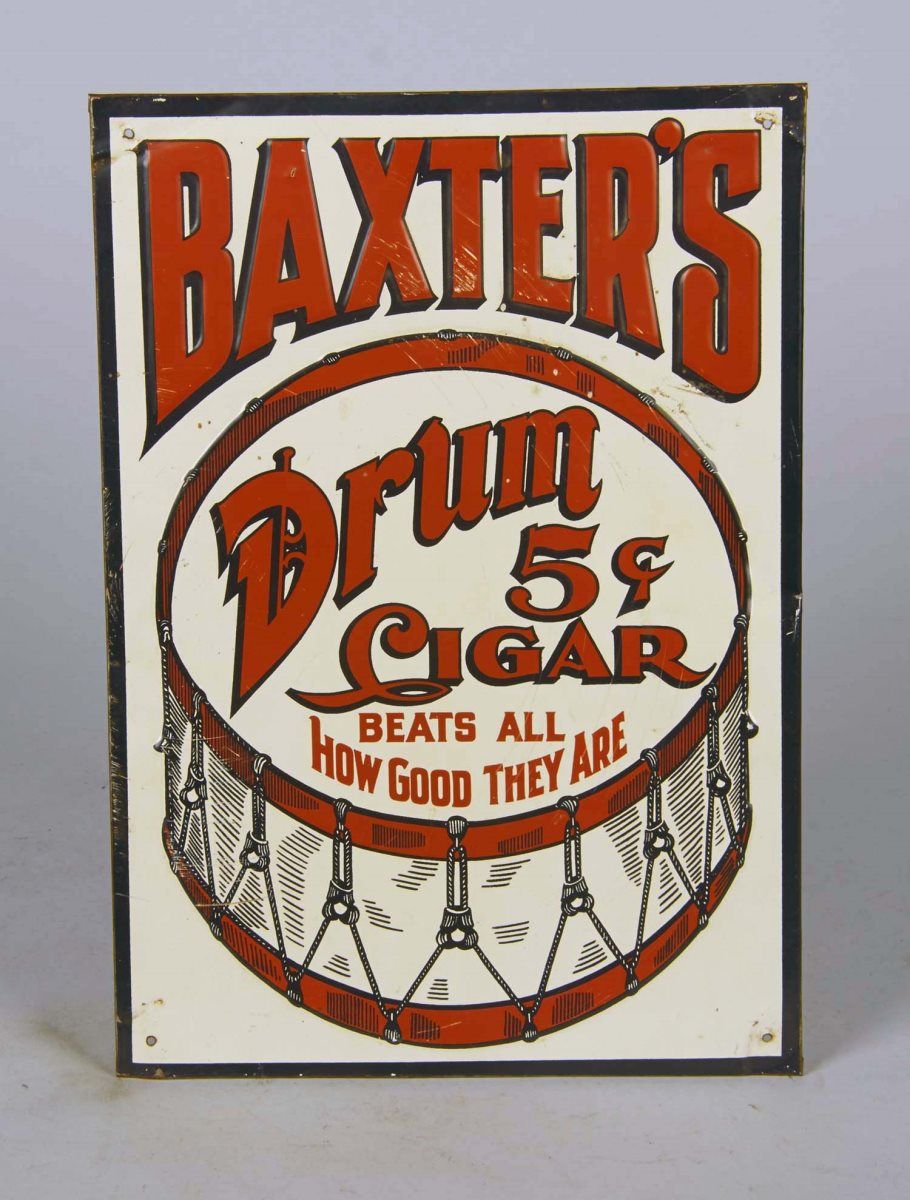 BAXTER'S
Drum
5¢
CIGAR
BEATS ALL
HOW GOOD THEY ARE